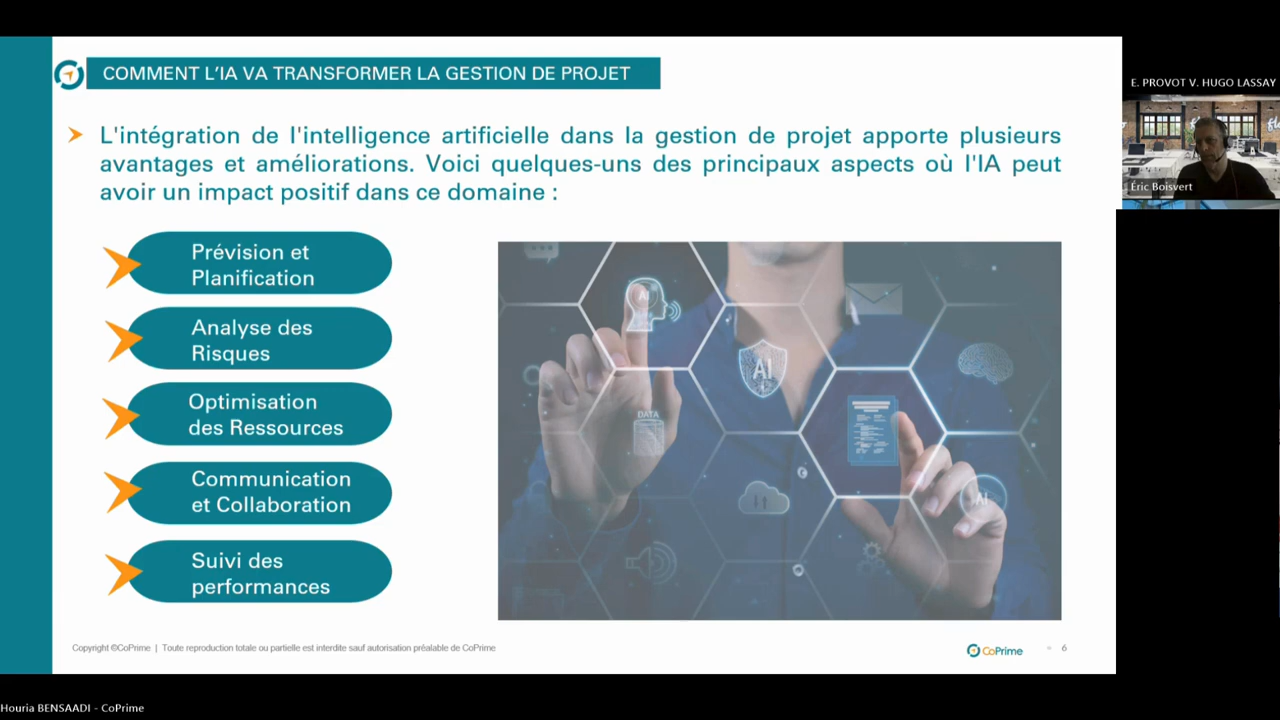 COMMENT L'IA VA TRANSFORMER LA GESTION DE PROJET
L'intégration de l'intelligence artificielle dans la gestion de projet apporte plusieurs
avantages et améliorations. Voici quelques-uns des principaux aspects où l'IA peut
avoir un impact positif dans ce domaine :
Prévision et
Planification
Analyse des
Risques
Optimisation
des Ressources
Communication
et Collaboration
Suivi des
performances
AI
AI
DATA
AI
Copyright ©CoPrime | Toute reproduction totale ou partielle est interdite sauf autorisation préalable de CoPrime
CoPrime
6
E. PROVOT V. HUGO LASSAY
Éric Boisvert
Houria BENSAADI - CoPrime